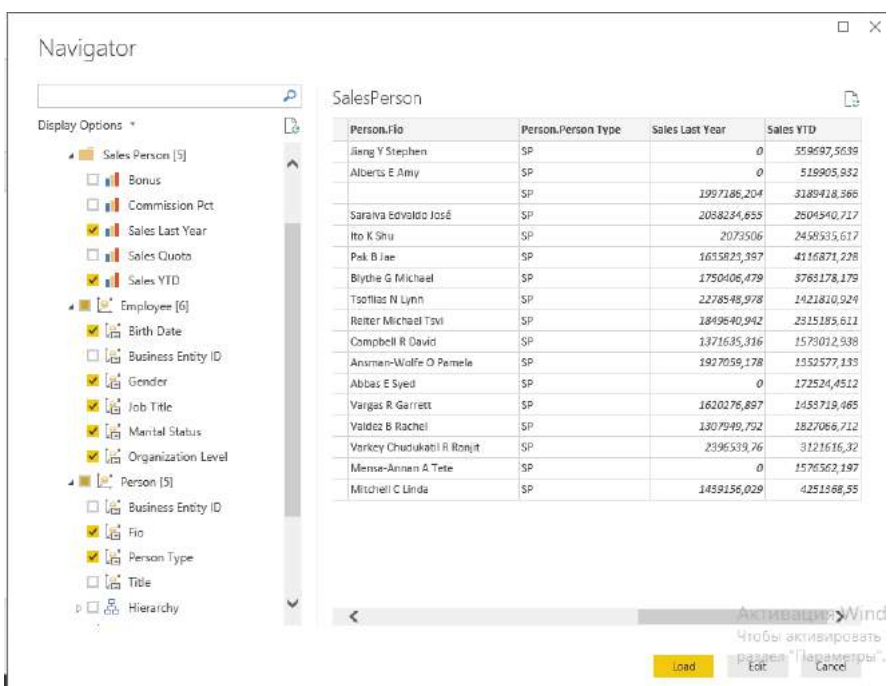 Navigator
Display Options
Sales Person [5]
Bonus
Commission Pct
Sales Last Year
Sales Quota
Sales YTD
Employee [6]
Birth Date
Business Entity ID
Gender
Job Title
Marital Status
Organization Level
Person [5]
Business Entity ID
Fio
Person Type
Title
Hierarchy
SalesPerson
Person.Fio Person.Person Type Sales Last Year Sales YTD
Jiang Y Stephen SP 0 559697,5639
Alberts E Amy SP 0 519905,932
SP 1997186,204 3189418,366
Saraiva Edvaldo José SP 2038234,655 2604540,717
Ito K Shu SP 2073506 2458535,617
Pak B Jae SP 1635823,397 4116871,228
Blythe G Michael SP 1750406,479 3763178,179
Tsoflias N Lynn SP 2278548,978 1421810,924
Reiter Michael Tsvi SP 1849640,942 2315185,611
Campbell R David SP 1371635,316 1573012,938
Ansman-Wolfe O Pamela SP 1927059,178 1352577,133
Abbas E Syed SP 0 172524,4512
Vargas R Garrett SP 1620276,897 1453719,465
Valdez B Rachel SP 1307949,792 1827066,712
Varkey Chudukatil R Ranjit SP 2396539,76 3121616,32
Mensa-Annan A Tete SP 0 1576562,197
Mitchell C Linda SP 1439156,029 4251368,55
Активация Wind
Чтобы активировать
раздел "Параметры".
Load Edit Cancel